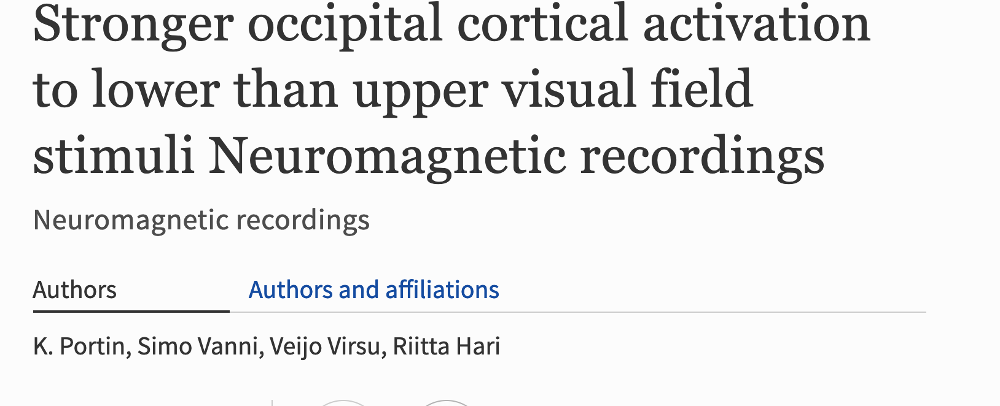 Stronger occipital cortical activation
to lower than upper visual field
stimuli Neuromagnetic recordings
Neuromagnetic recordings
Authors
Authors and affiliations
K. Portin, Simo Vanni, Veijo Virsu, Riitta Hari